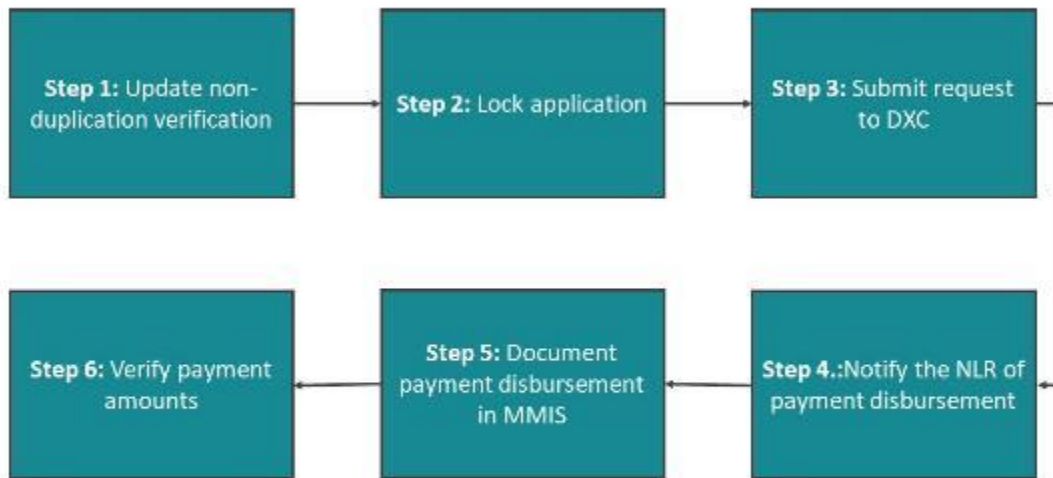 Step 1: Update non-
duplication verification
Step 2: Lock application
Step 3: Submit request
to DXC
Step 4.:Notify the NLR of
payment disbursement
Step 5: Document
payment disbursement
in MMIS
Step 6: Verify payment
amounts